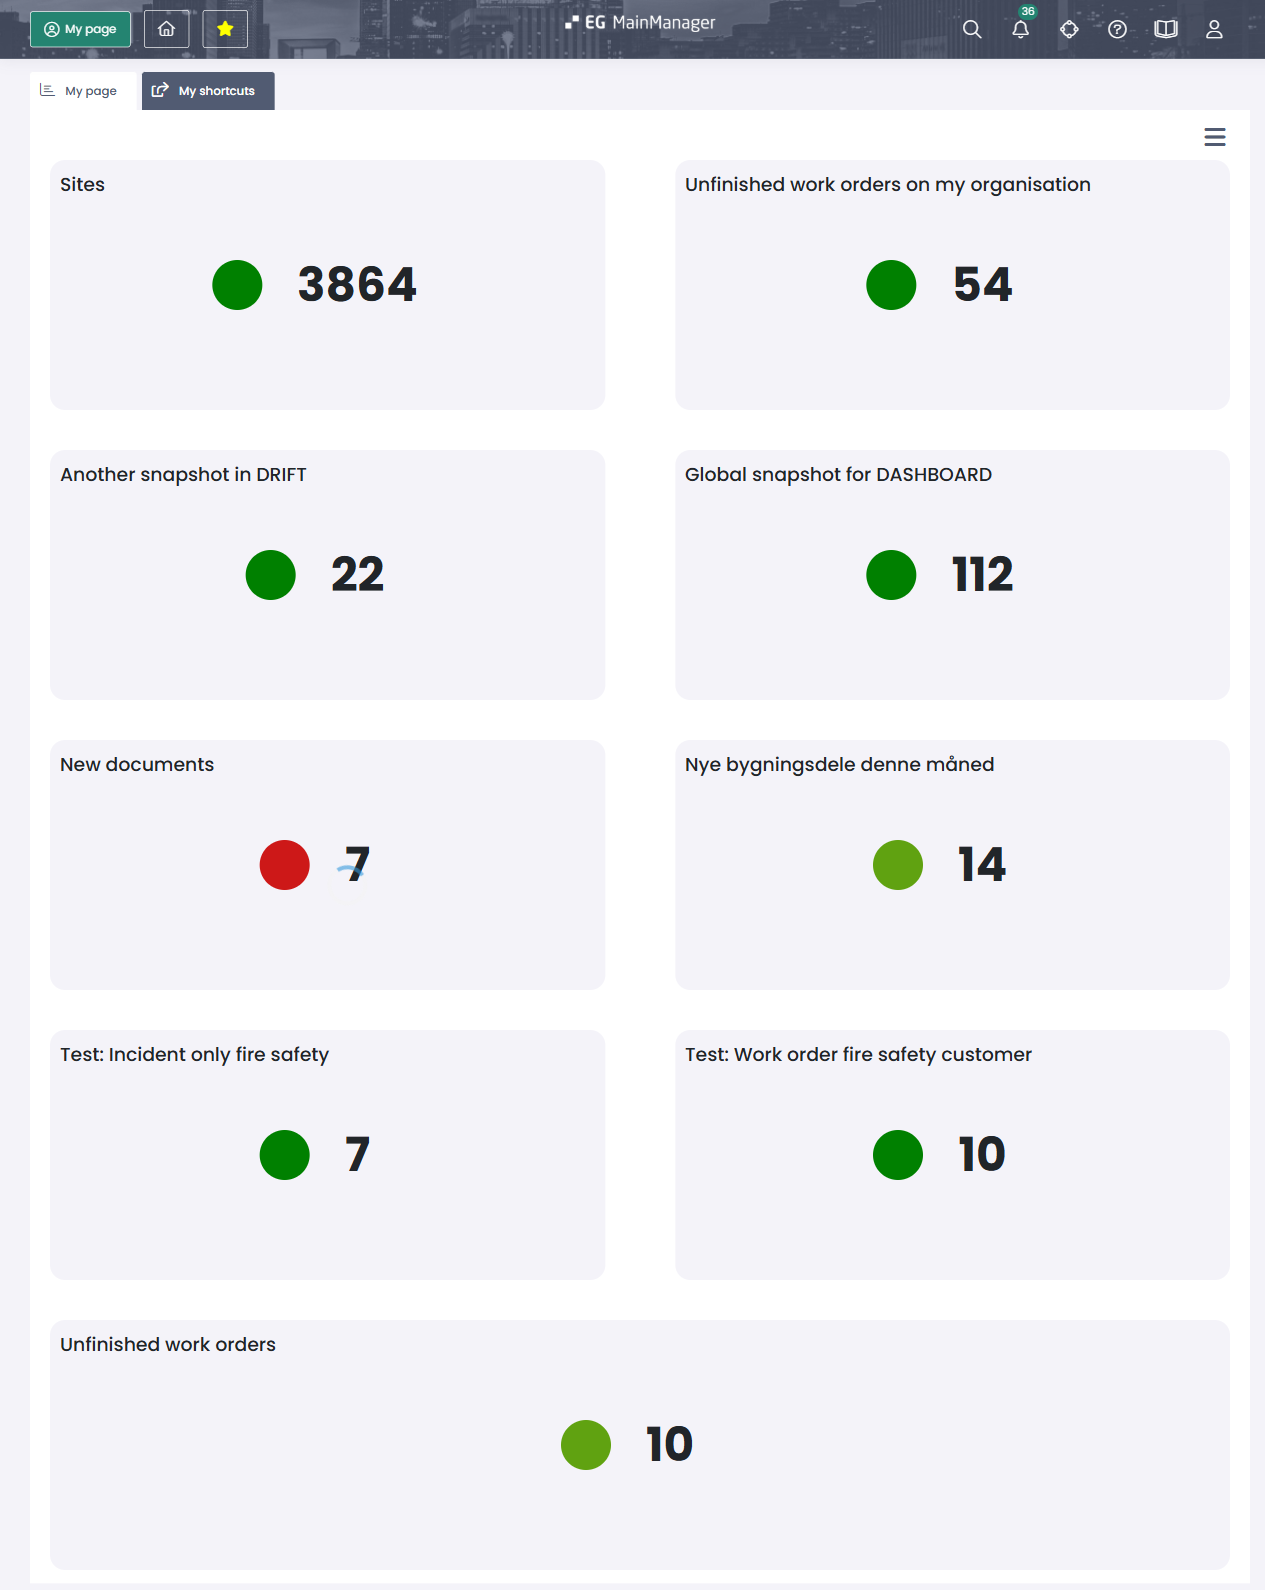 My page
EG MainManager
36
My page
My shortcuts
Sites
3864
Unfinished work orders on my organisation
54
Another snapshot in DRIFT
22
Global snapshot for DASHBOARD
112
New documents
7
Nye bygningsdele denne måned
14
Test: Incident only fire safety
7
Test: Work order fire safety customer
10
Unfinished work orders
10